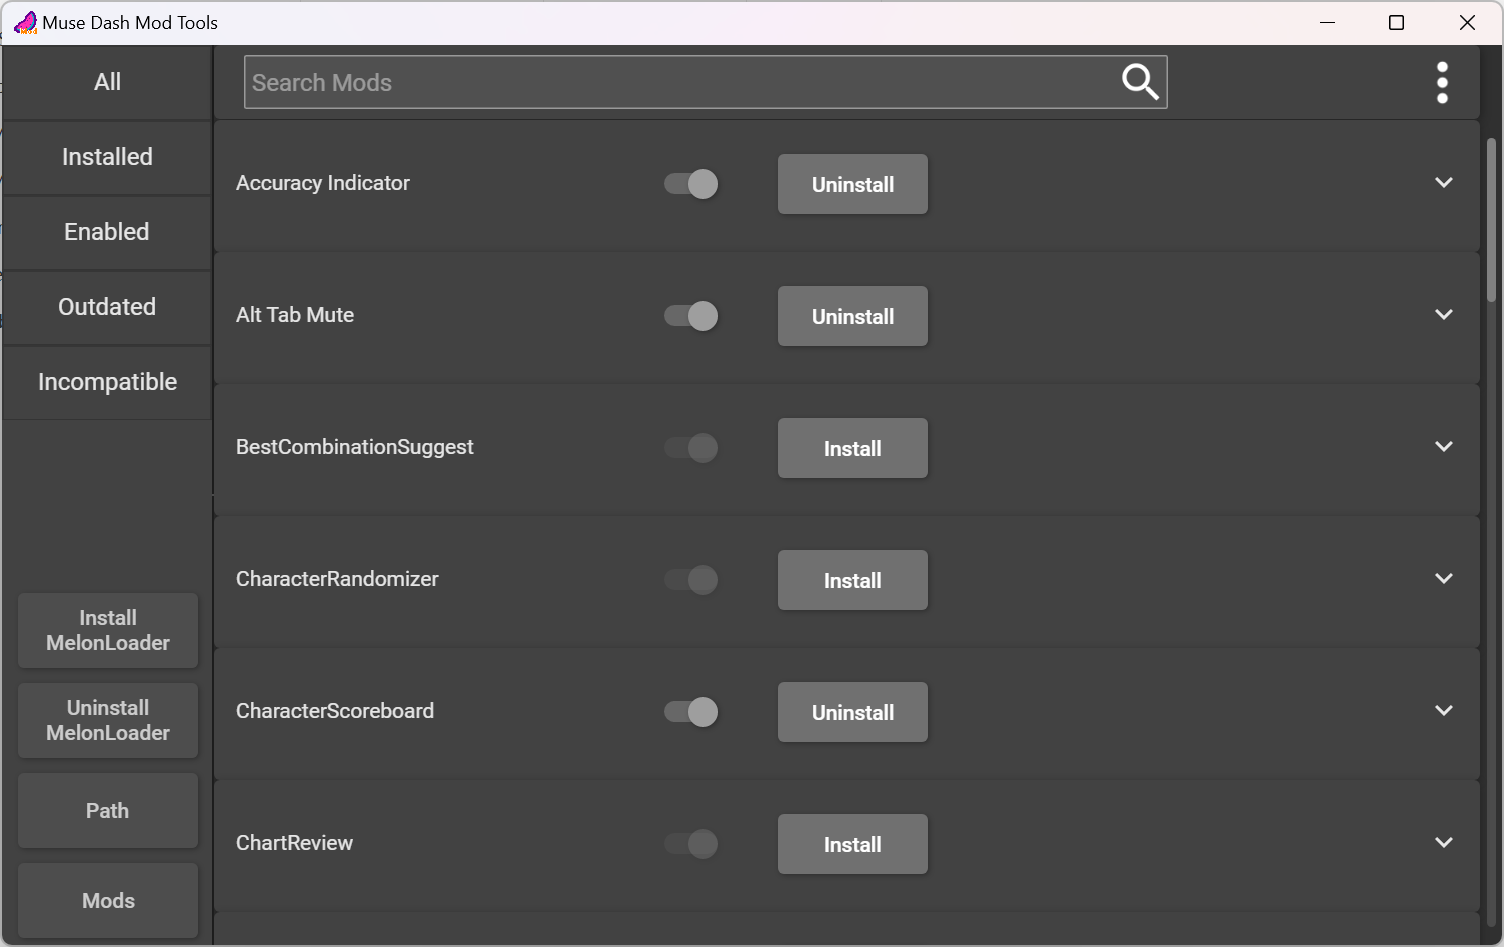 Muse Dash Mod Tools
All
Installed
Enabled
Outdated
Incompatible
Install
MelonLoader
Uninstall
MelonLoader
Path
Mods
Search Mods
Accuracy Indicator
Uninstall
Alt Tab Mute
Uninstall
BestCombinationSuggest
Install
CharacterRandomizer
Install
CharacterScoreboard
Uninstall
ChartReview
Install